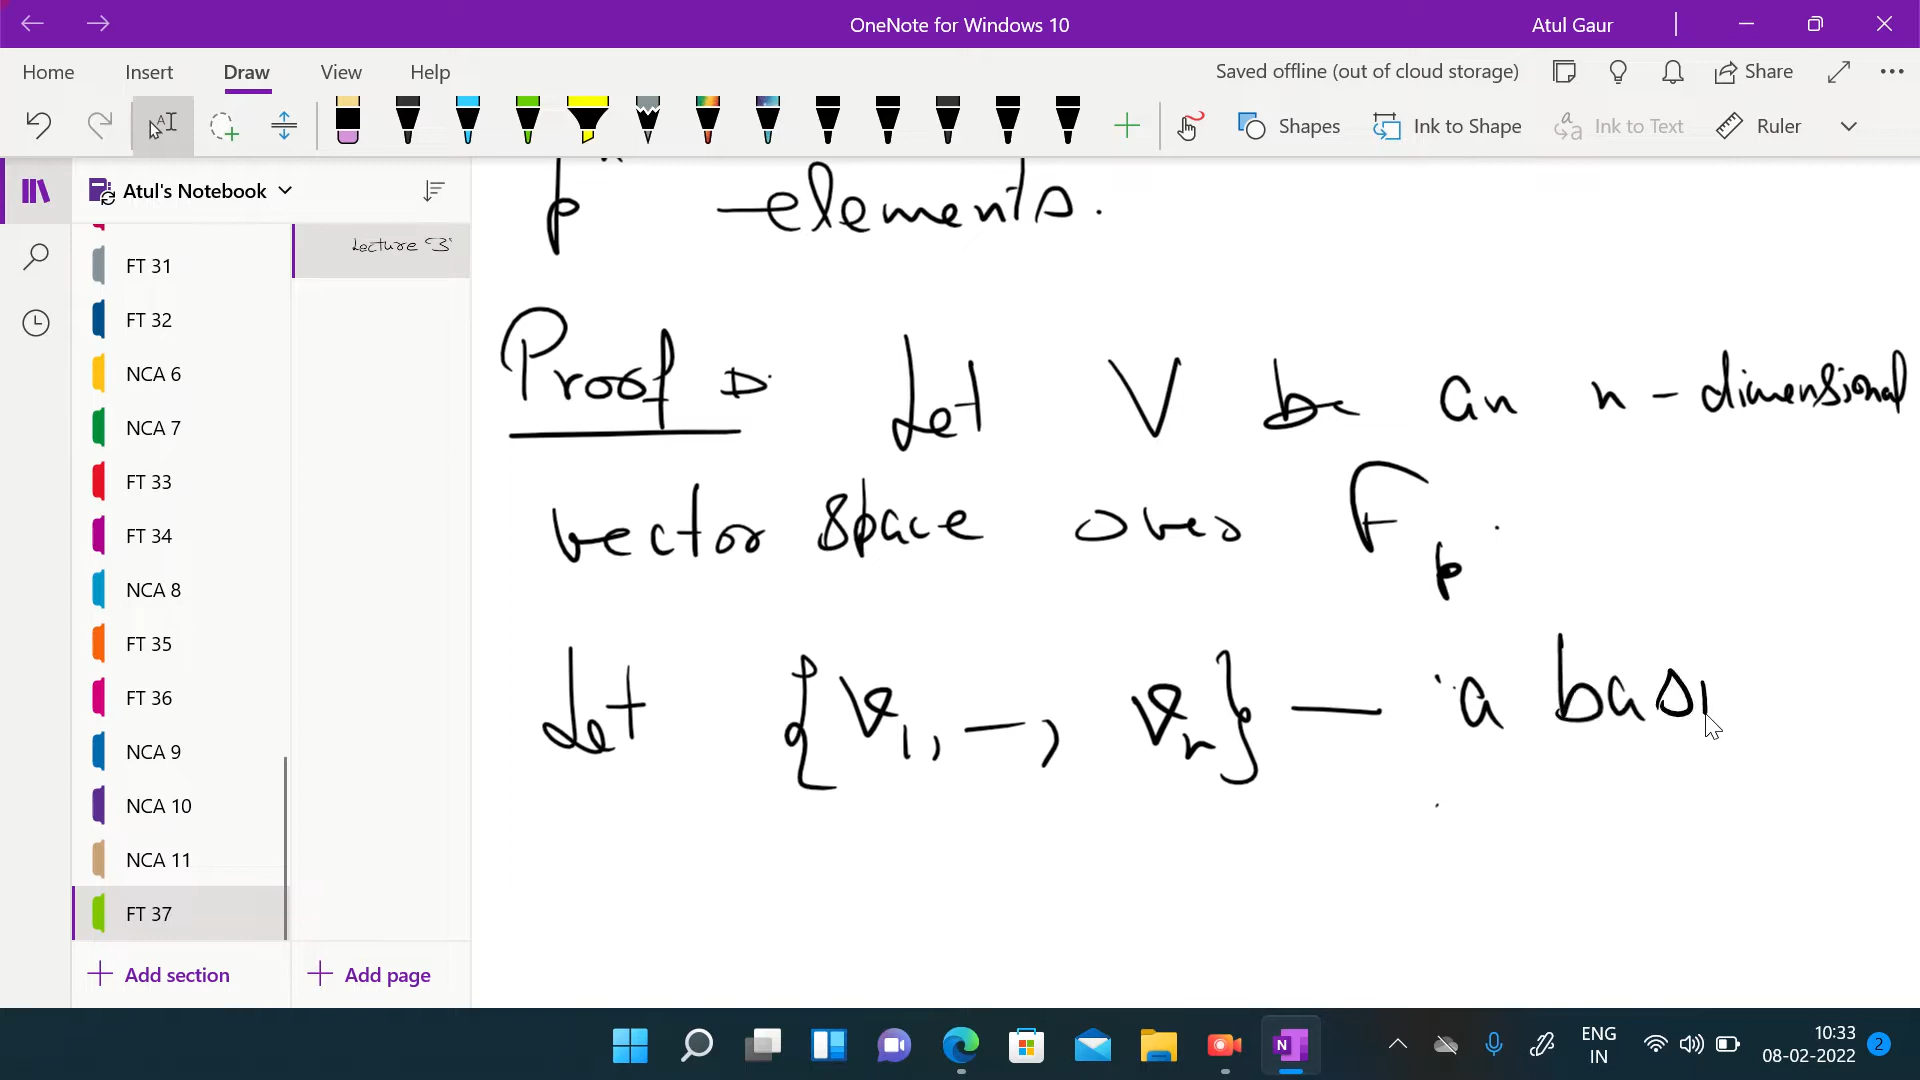 OneNote for Windows 10
Atul Gaur
Home Insert Draw View Help
Saved offline (out of cloud storage)
Share
Shapes
Ink to Shape
Ink to Text
Ruler
Atul's Notebook
FT 31
FT 32
NCA 6
NCA 7
FT 33
FT 34
NCA 8
FT 35
FT 36
NCA 9
NCA 10
NCA 11
FT 37
Add section
Lecture 3
Add page
p^n - elements.
Proof Let V be an n - dimensional
vector space over F_p.
Let {v_1, —, v_n} — a basi
ENG
IN
10:33
08-02-2022
2